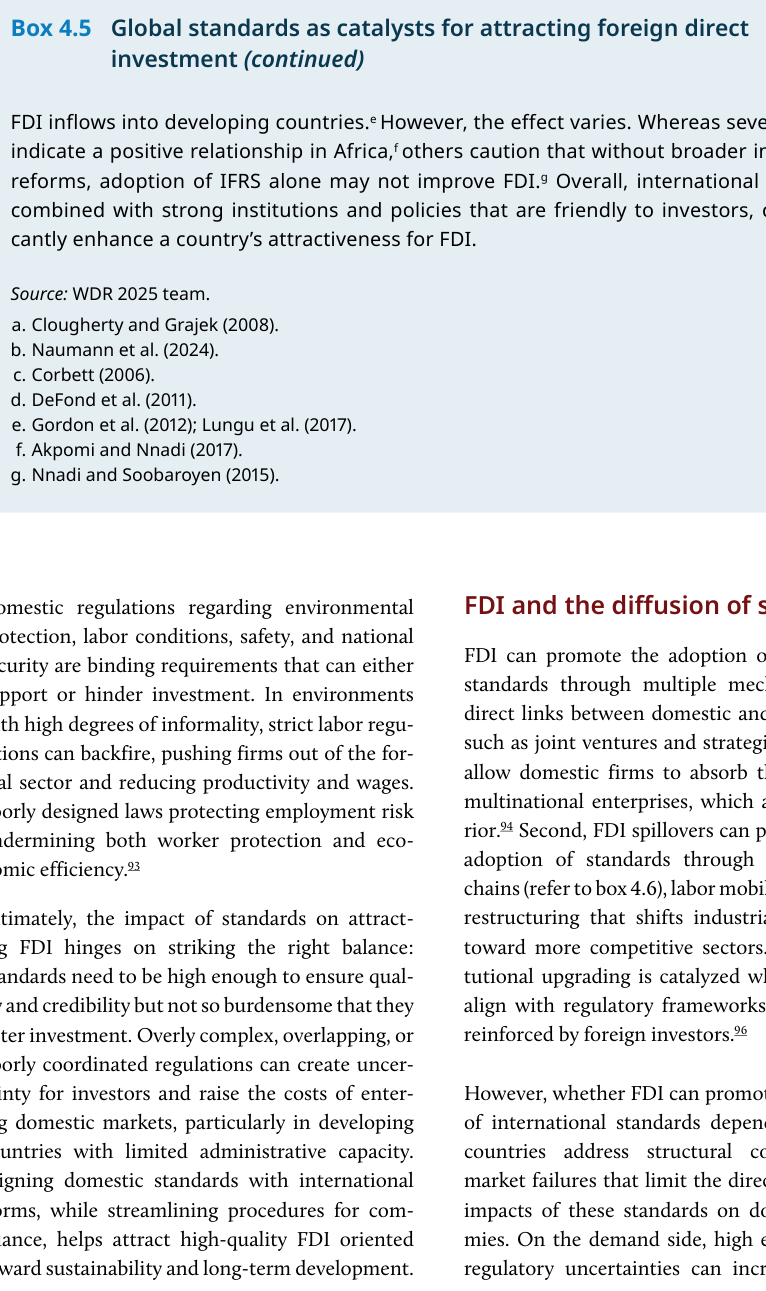 Box 4.5 Global standards as catalysts for attracting foreign direct
investment (continued)
FDI inflows into developing countries.e However, the effect varies. Whereas seve
indicate a positive relationship in Africa,f others caution that without broader in
reforms, adoption of IFRS alone may not improve FDI.g Overall, international
combined with strong institutions and policies that are friendly to investors, c
cantly enhance a country's attractiveness for FDI.
Source: WDR 2025 team.
a. Clougherty and Grajek (2008).
b. Naumann et al. (2024).
c. Corbett (2006).
d. DeFond et al. (2011).
e. Gordon et al. (2012); Lungu et al. (2017).
f. Akpomi and Nnadi (2017).
g. Nnadi and Soobaroyen (2015).
omestic regulations regarding environmental
otection, labor conditions, safety, and national
curity are binding requirements that can either
pport or hinder investment. In environments
th high degrees of informality, strict labor regu-
tions can backfire, pushing firms out of the for-
al sector and reducing productivity and wages.
oorly designed laws protecting employment risk
ndermining both worker protection and eco-
omic efficiency.93
timately, the impact of standards on attract-
g FDI hinges on striking the right balance:
andards need to be high enough to ensure qual-
y and credibility but not so burdensome that they
ter investment. Overly complex, overlapping, or
oorly coordinated regulations can create uncer-
inty for investors and raise the costs of enter-
g domestic markets, particularly in developing
untries with limited administrative capacity.
igning domestic standards with international
orms, while streamlining procedures for com-
iance, helps attract high-quality FDI oriented
ward sustainability and long-term development.
FDI and the diffusion of s
FDI can promote the adoption o
standards through multiple mec
direct links between domestic and
such as joint ventures and strategi
allow domestic firms to absorb th
multinational enterprises, which a
rior.94 Second, FDI spillovers can p
adoption of standards through
chains (refer to box 4.6), labor mobil
restructuring that shifts industria
toward more competitive sectors.
tutional upgrading is catalyzed wh
align with regulatory frameworks
reinforced by foreign investors.96
However, whether FDI can promot
of international standards depend
countries address structural co
market failures that limit the direc
impacts of these standards on do
mies. On the demand side, high e
regulatory uncertainties can incr